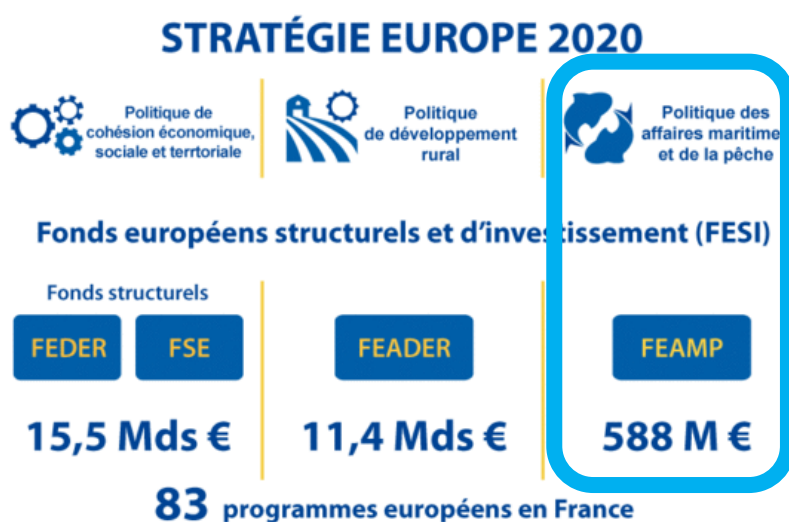 STRATÉGIE EUROPE 2020
Politique de
cohésion économique,
sociale et terrtoriale
Politique
de développement
rural
Politique des
affaires maritime
et de la pêche
Fonds européens structurels et d'investissement (FESI)
Fonds structurels
FEDER
FSE
FEADER
FEAMP
15,5 Mds €
11,4 Mds €
588 M €
83 programmes européens en France